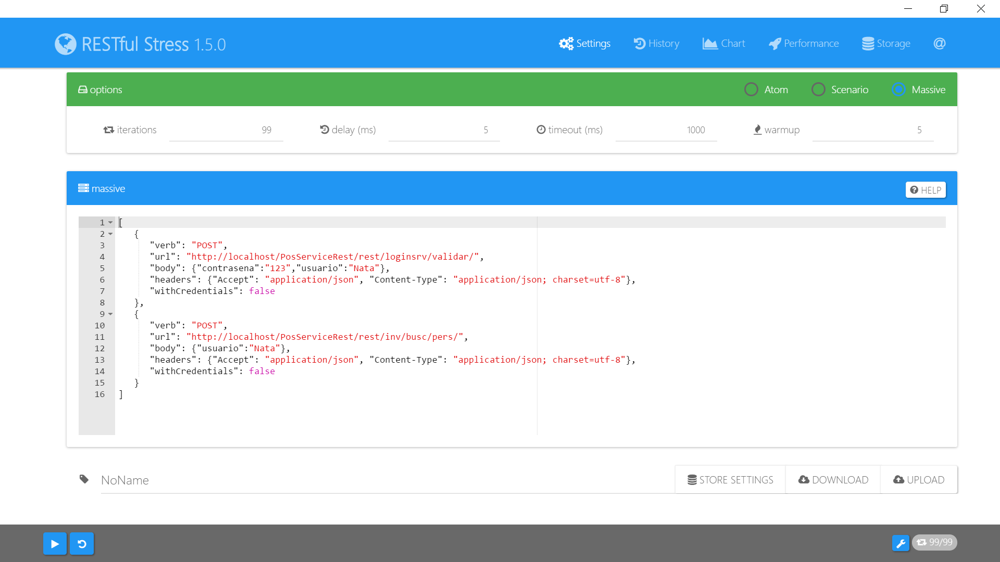 RESTful Stress 1.5.0
Settings
History
Chart
Performance
Storage
@
options
Atom
Scenario
Massive
iterations 99
delay (ms) 5
timeout (ms) 1000
warmup 5
massive
HELP
1 [
2 {
3 "verb": "POST",
4 "url": "http://localhost/PosServiceRest/rest/loginsrv/validar/",
5 "body": {"contrasena":"123","usuario":"Nata"},
6 "headers": {"Accept": "application/json", "Content-Type": "application/json; charset=utf-8"},
7 "withCredentials": false
8 },
9 {
10 "verb": "POST",
11 "url": "http://localhost/PosServiceRest/rest/inv/busc/pers/",
12 "body": {"usuario":"Nata"},
13 "headers": {"Accept": "application/json", "Content-Type": "application/json; charset=utf-8"},
14 "withCredentials": false
15 }
16 ]
NoName
STORE SETTINGS
DOWNLOAD
UPLOAD
99/99